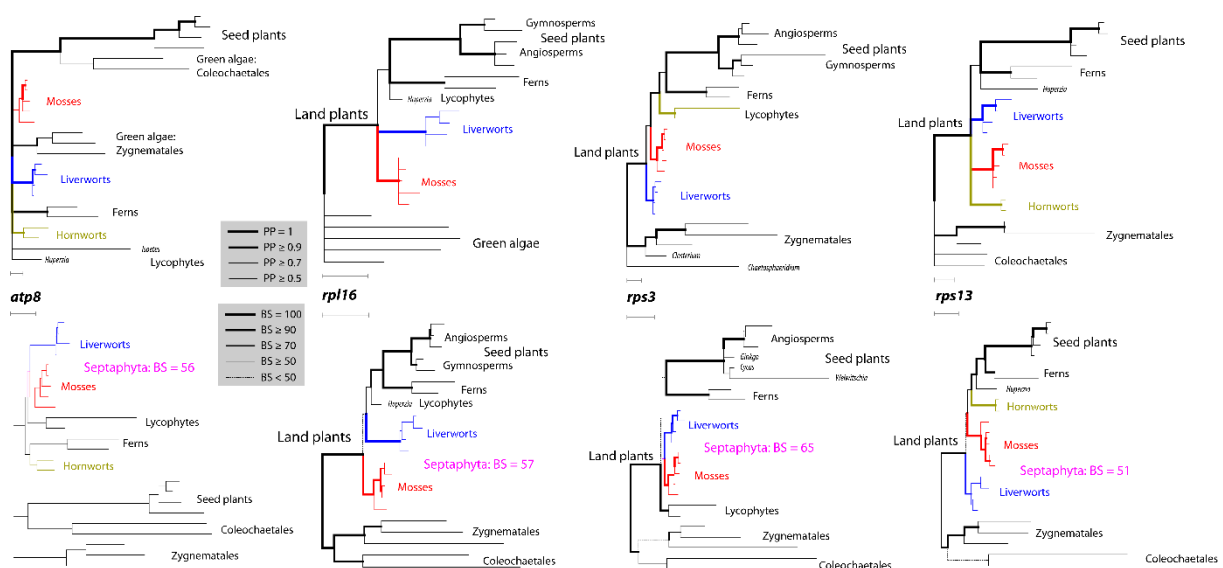 Seed plants
Green algae:
Coleochaetales
Mosses
Green algae:
Zygnematales
Liverworts
Ferns
Hornworts
Isoetes
Huperzia
Lycophytes
atp8
PP = 1
PP ≥ 0.9
PP ≥ 0.7
PP ≥ 0.5
Gymnosperms
Seed plants
Angiosperms
Ferns
Huperzia
Lycophytes
Land plants
Liverworts
Mosses
Green algae
rpl16
Angiosperms
Seed plants
Gymnosperms
Ferns
Lycophytes
Mosses
Land plants
Liverworts
Zygnematales
Closterium
Chaetosphaeridium
rps3
Seed plants
Ferns
Huperzia
Liverworts
Land plants
Mosses
Hornworts
Zygnematales
Coleochaetales
rps13
BS = 100
BS ≥ 90
BS ≥ 70
BS ≥ 50
BS < 50
Liverworts
Septaphyta: BS = 56
Mosses
Lycophytes
Ferns
Hornworts
Seed plants
Coleochaetales
Zygnematales
Angiosperms
Seed plants
Gymnosperms
Ferns
Huperzia
Lycophytes
Liverworts
Land plants
Septaphyta: BS = 57
Mosses
Zygnematales
Coleochaetales
Angiosperms
Ginkgo
Seed plants
Cycas
Welwitschia
Ferns
Liverworts
Septaphyta: BS = 65
Land plants
Mosses
Lycophytes
Zygnematales
Coleochaetales
Seed plants
Ferns
Huperzia
Hornworts
Mosses
Land plants
Septaphyta: BS = 51
Liverworts
Zygnematales
Coleochaetales